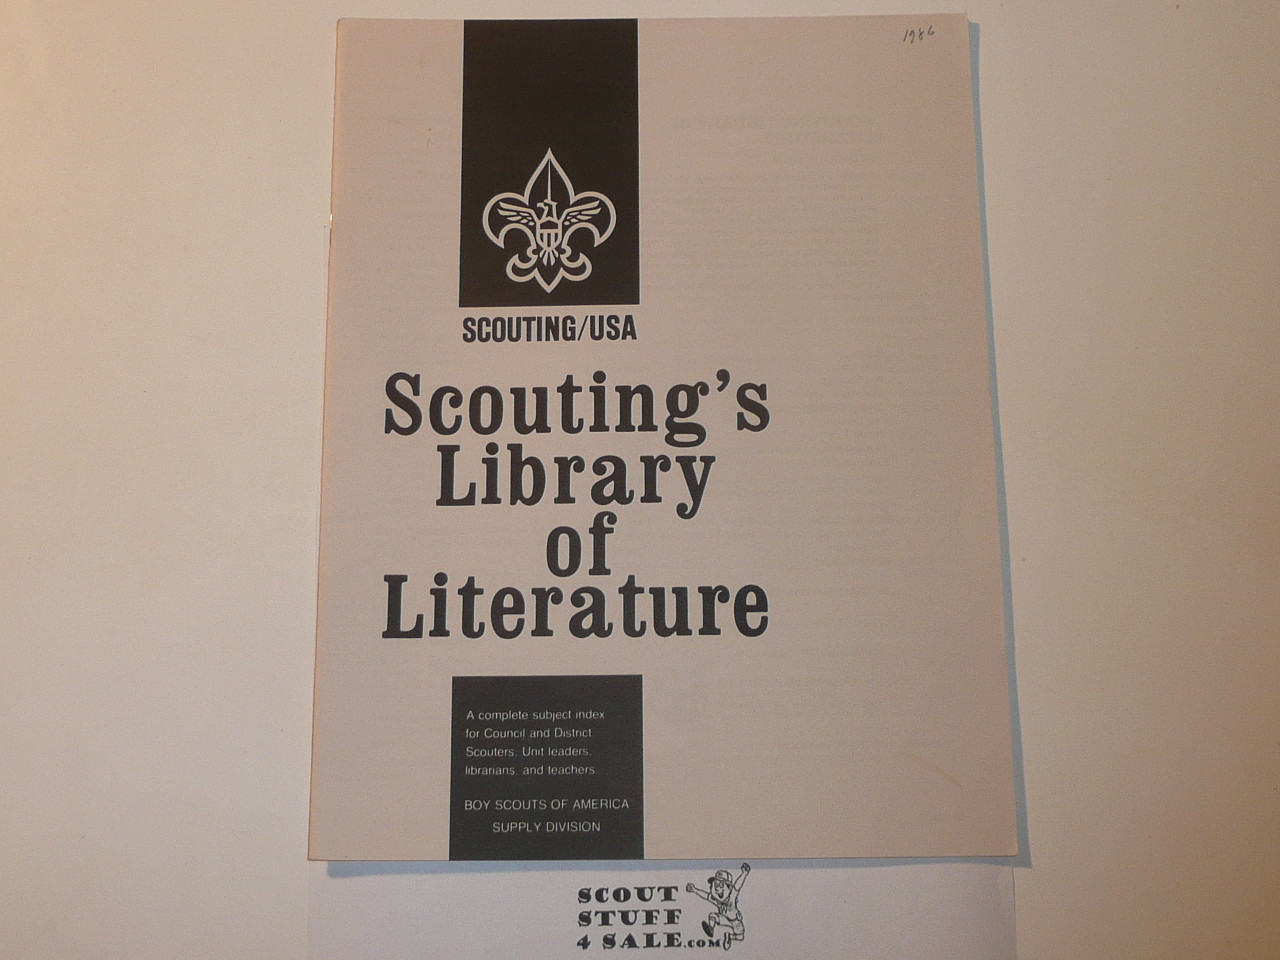 1986
SCOUTING/USA
Scouting's
Library
of
Literature
A complete subject index
for Council and District
Scouters, Unit leaders,
librarians, and teachers
BOY SCOUTS OF AMERICA
SUPPLY DIVISION
SCOUT
STUFF
4 SALE.COM